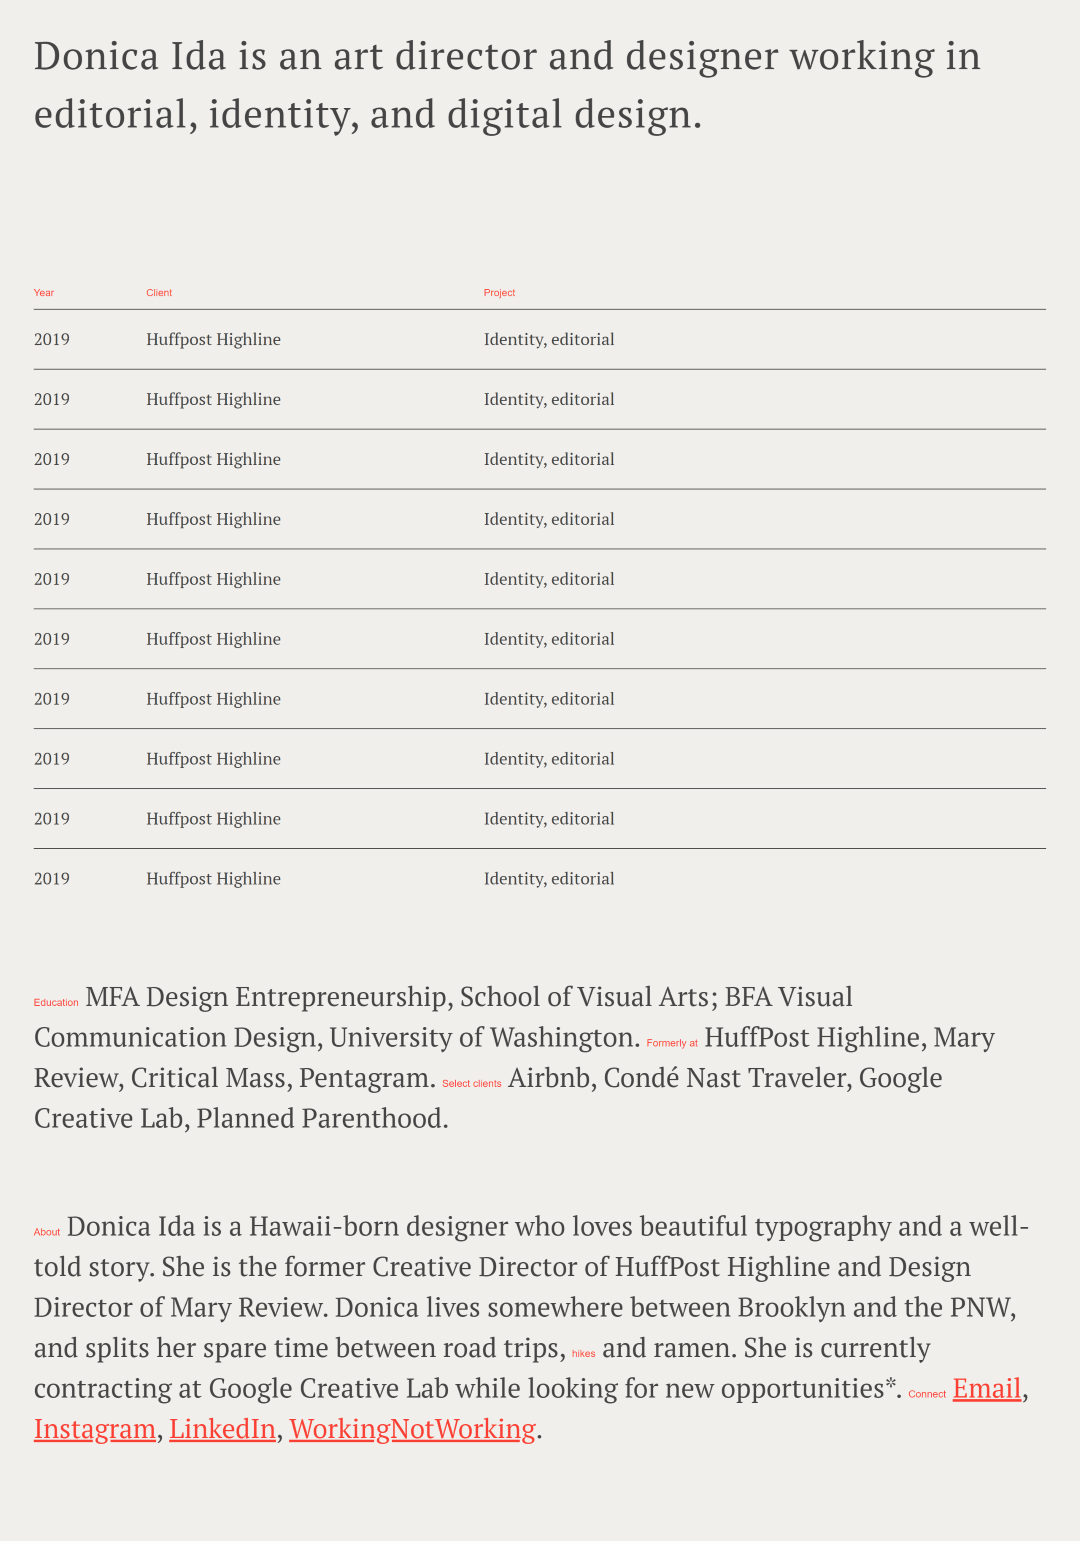 Donica Ida is an art director and designer working in
editorial, identity, and digital design.
Year Client Project
2019 Huffpost Highline Identity, editorial
2019 Huffpost Highline Identity, editorial
2019 Huffpost Highline Identity, editorial
2019 Huffpost Highline Identity, editorial
2019 Huffpost Highline Identity, editorial
2019 Huffpost Highline Identity, editorial
2019 Huffpost Highline Identity, editorial
2019 Huffpost Highline Identity, editorial
2019 Huffpost Highline Identity, editorial
2019 Huffpost Highline Identity, editorial
Education MFA Design Entrepreneurship, School of Visual Arts; BFA Visual
Communication Design, University of Washington. Formerly at HuffPost Highline, Mary
Review, Critical Mass, Pentagram. Select clients Airbnb, Condé Nast Traveler, Google
Creative Lab, Planned Parenthood.
About Donica Ida is a Hawaii-born designer who loves beautiful typography and a well-
told story. She is the former Creative Director of HuffPost Highline and Design
Director of Mary Review. Donica lives somewhere between Brooklyn and the PNW,
and splits her spare time between road trips, hikes and ramen. She is currently
contracting at Google Creative Lab while looking for new opportunities*. Connect Email,
Instagram, LinkedIn, WorkingNotWorking.